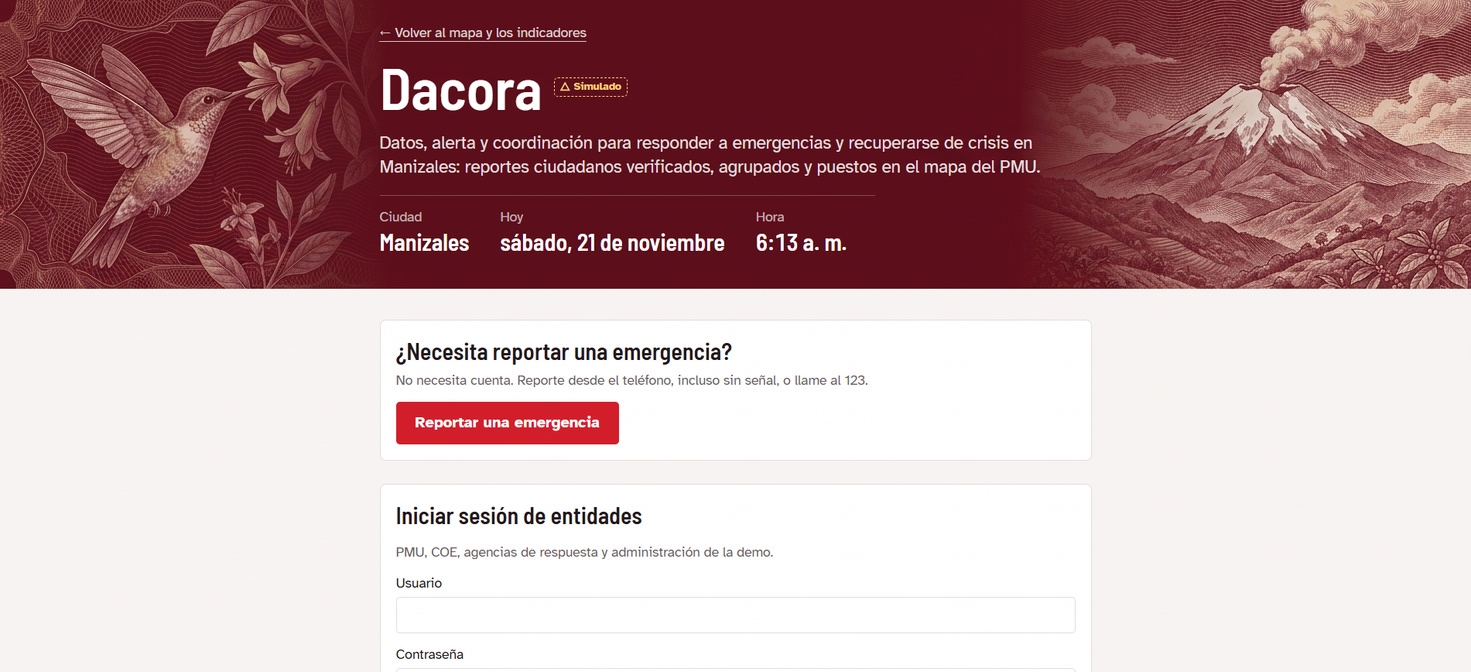 ← Volver al mapa y los indicadores
Dacora
△ Simulado
Datos, alerta y coordinación para responder a emergencias y recuperarse de crisis en
Manizales: reportes ciudadanos verificados, agrupados y puestos en el mapa del PMU.
Ciudad
Manizales
Hoy
sábado, 21 de noviembre
Hora
6:13 a. m.
¿Necesita reportar una emergencia?
No necesita cuenta. Reporte desde el teléfono, incluso sin señal, o llame al 123.
Reportar una emergencia
Iniciar sesión de entidades
PMU, COE, agencias de respuesta y administración de la demo.
Usuario
Contraseña